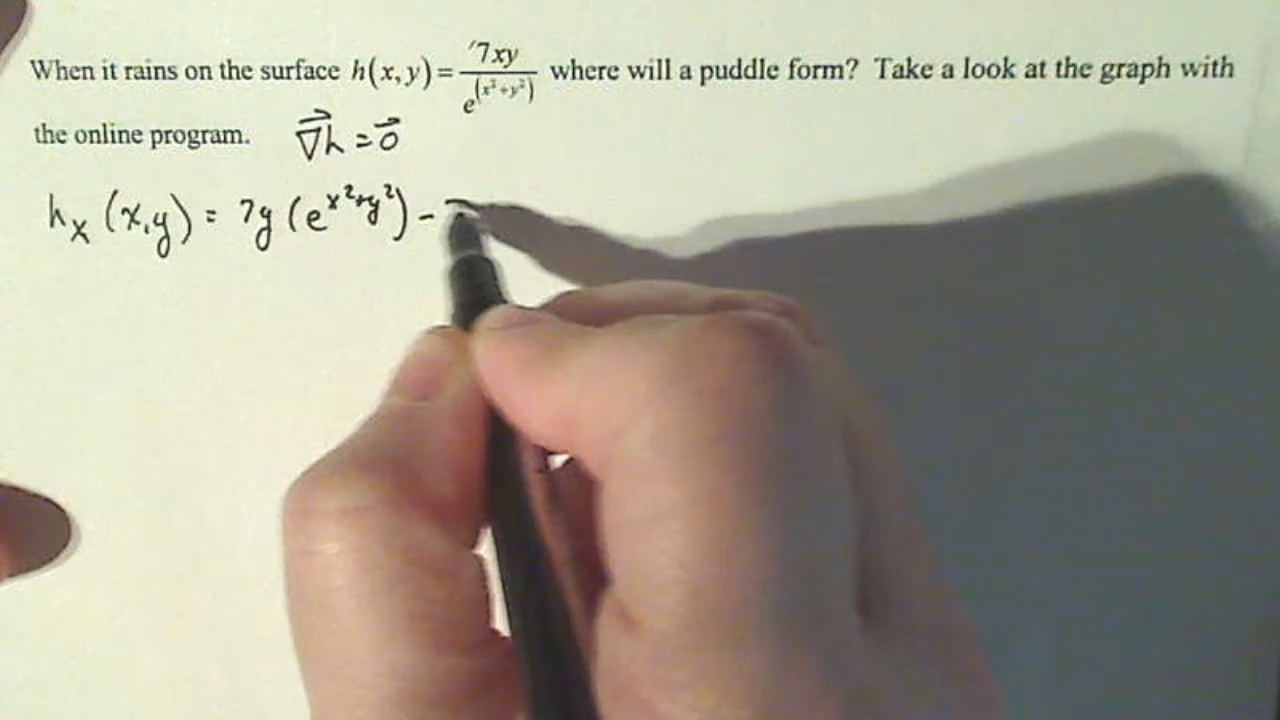 When it rains on the surface h(x,y) = 7xy / e^(x²+y²) where will a puddle form? Take a look at the graph with
the online program. ∇⃗h = 0⃗
hₓ (x,y) = 7y (e^(x²+y²)) -